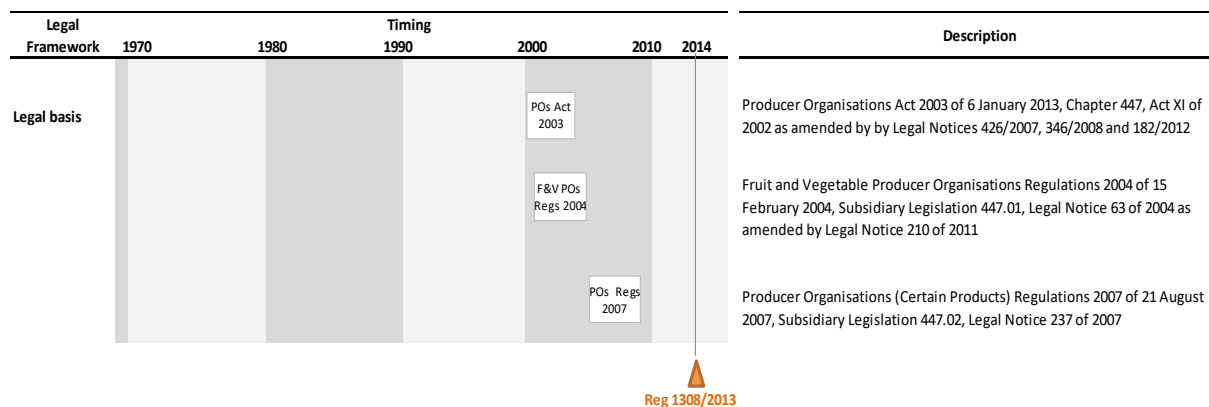 Legal
Framework
Timing
1970 1980 1990 2000 2010 2014
Description
Legal basis
POs Act
2003
Producer Organisations Act 2003 of 6 January 2013, Chapter 447, Act XI of
2002 as amended by by Legal Notices 426/2007, 346/2008 and 182/2012
F&V POs
Regs 2004
Fruit and Vegetable Producer Organisations Regulations 2004 of 15
February 2004, Subsidiary Legislation 447.01, Legal Notice 63 of 2004 as
amended by Legal Notice 210 of 2011
POs Regs
2007
Producer Organisations (Certain Products) Regulations 2007 of 21 August
2007, Subsidiary Legislation 447.02, Legal Notice 237 of 2007
Reg 1308/2013